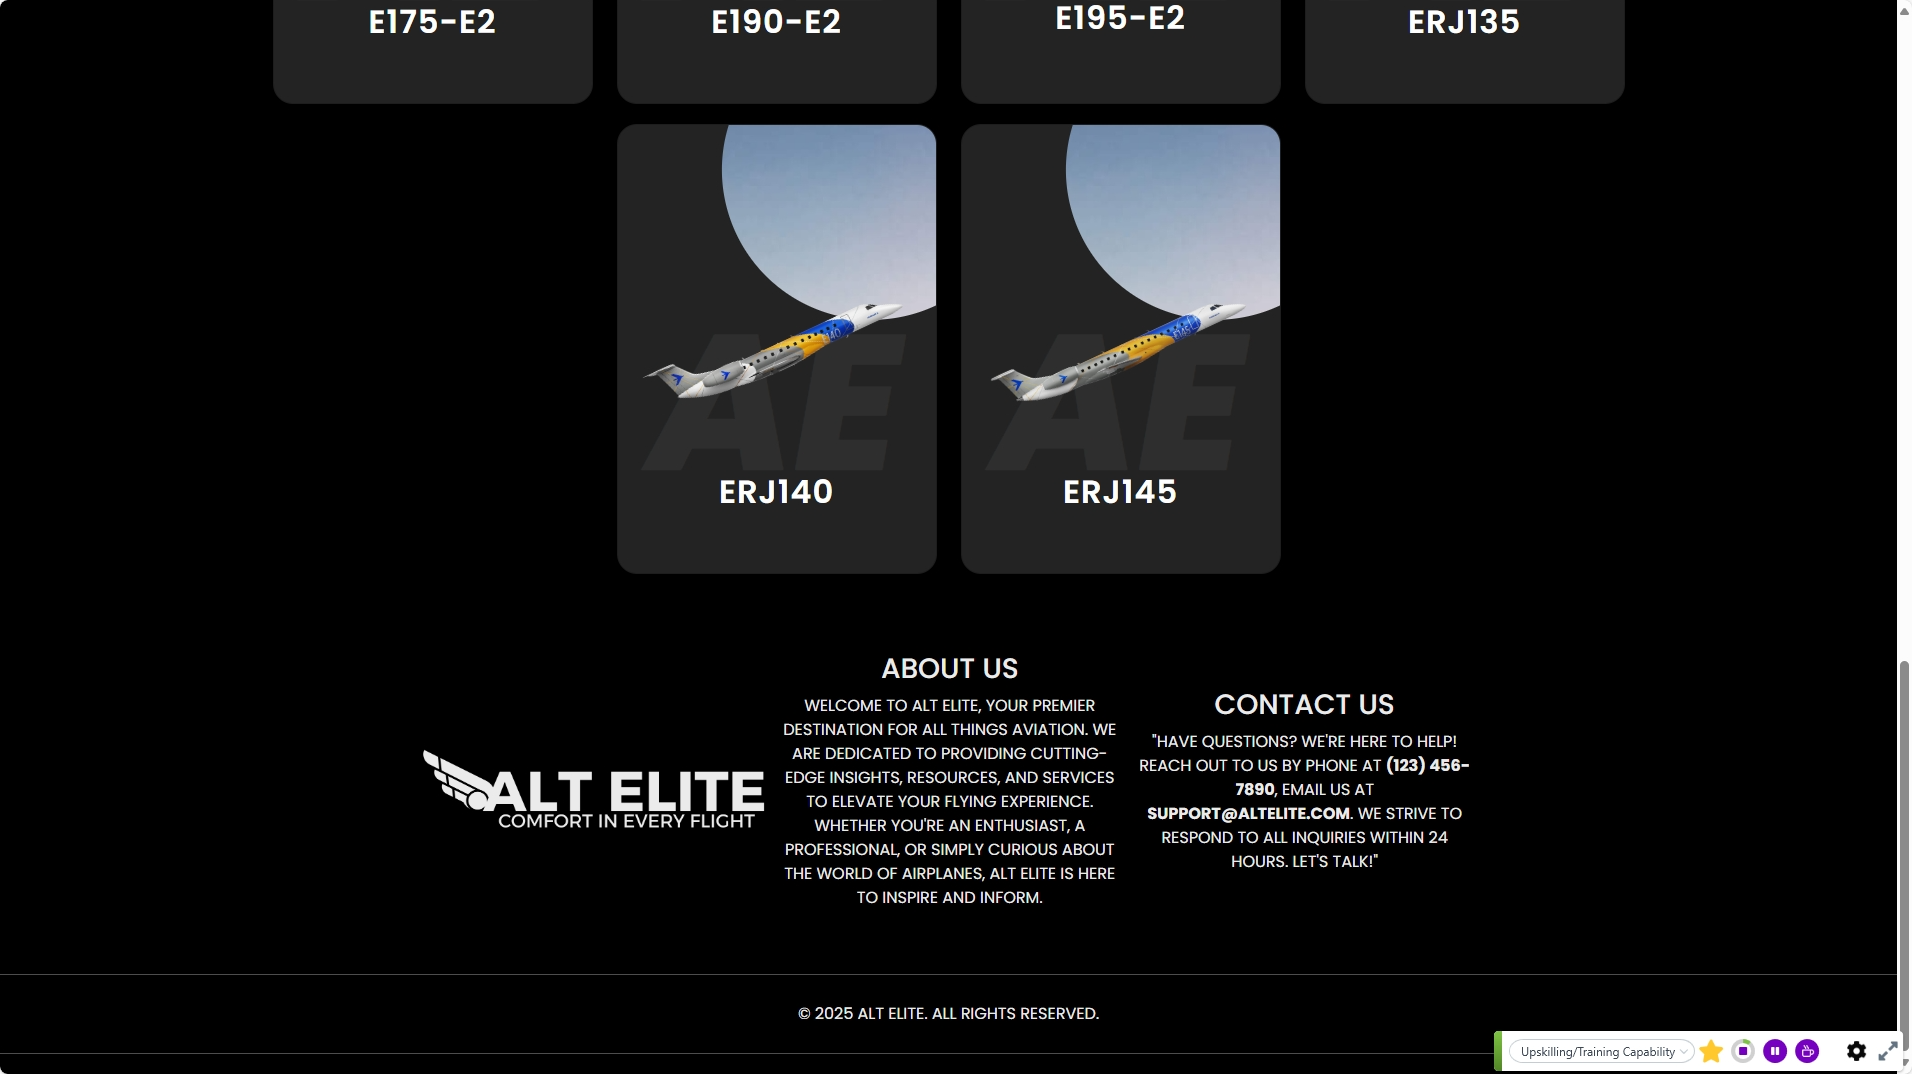 E175-E2
E190-E2
E195-E2
ERJ135
AE
AE
ERJ140
ERJ145
ALT ELITE
COMFORT IN EVERY FLIGHT
ABOUT US
WELCOME TO ALT ELITE, YOUR PREMIER
DESTINATION FOR ALL THINGS AVIATION. WE
ARE DEDICATED TO PROVIDING CUTTING-
EDGE INSIGHTS, RESOURCES, AND SERVICES
TO ELEVATE YOUR FLYING EXPERIENCE.
WHETHER YOU'RE AN ENTHUSIAST, A
PROFESSIONAL, OR SIMPLY CURIOUS ABOUT
THE WORLD OF AIRPLANES, ALT ELITE IS HERE
TO INSPIRE AND INFORM.
CONTACT US
"HAVE QUESTIONS? WE'RE HERE TO HELP!
REACH OUT TO US BY PHONE AT (123) 456-
7890, EMAIL US AT
SUPPORT@ALTELITE.COM. WE STRIVE TO
RESPOND TO ALL INQUIRIES WITHIN 24
HOURS. LET'S TALK!"
© 2025 ALT ELITE. ALL RIGHTS RESERVED.
Upskilling/Training Capability